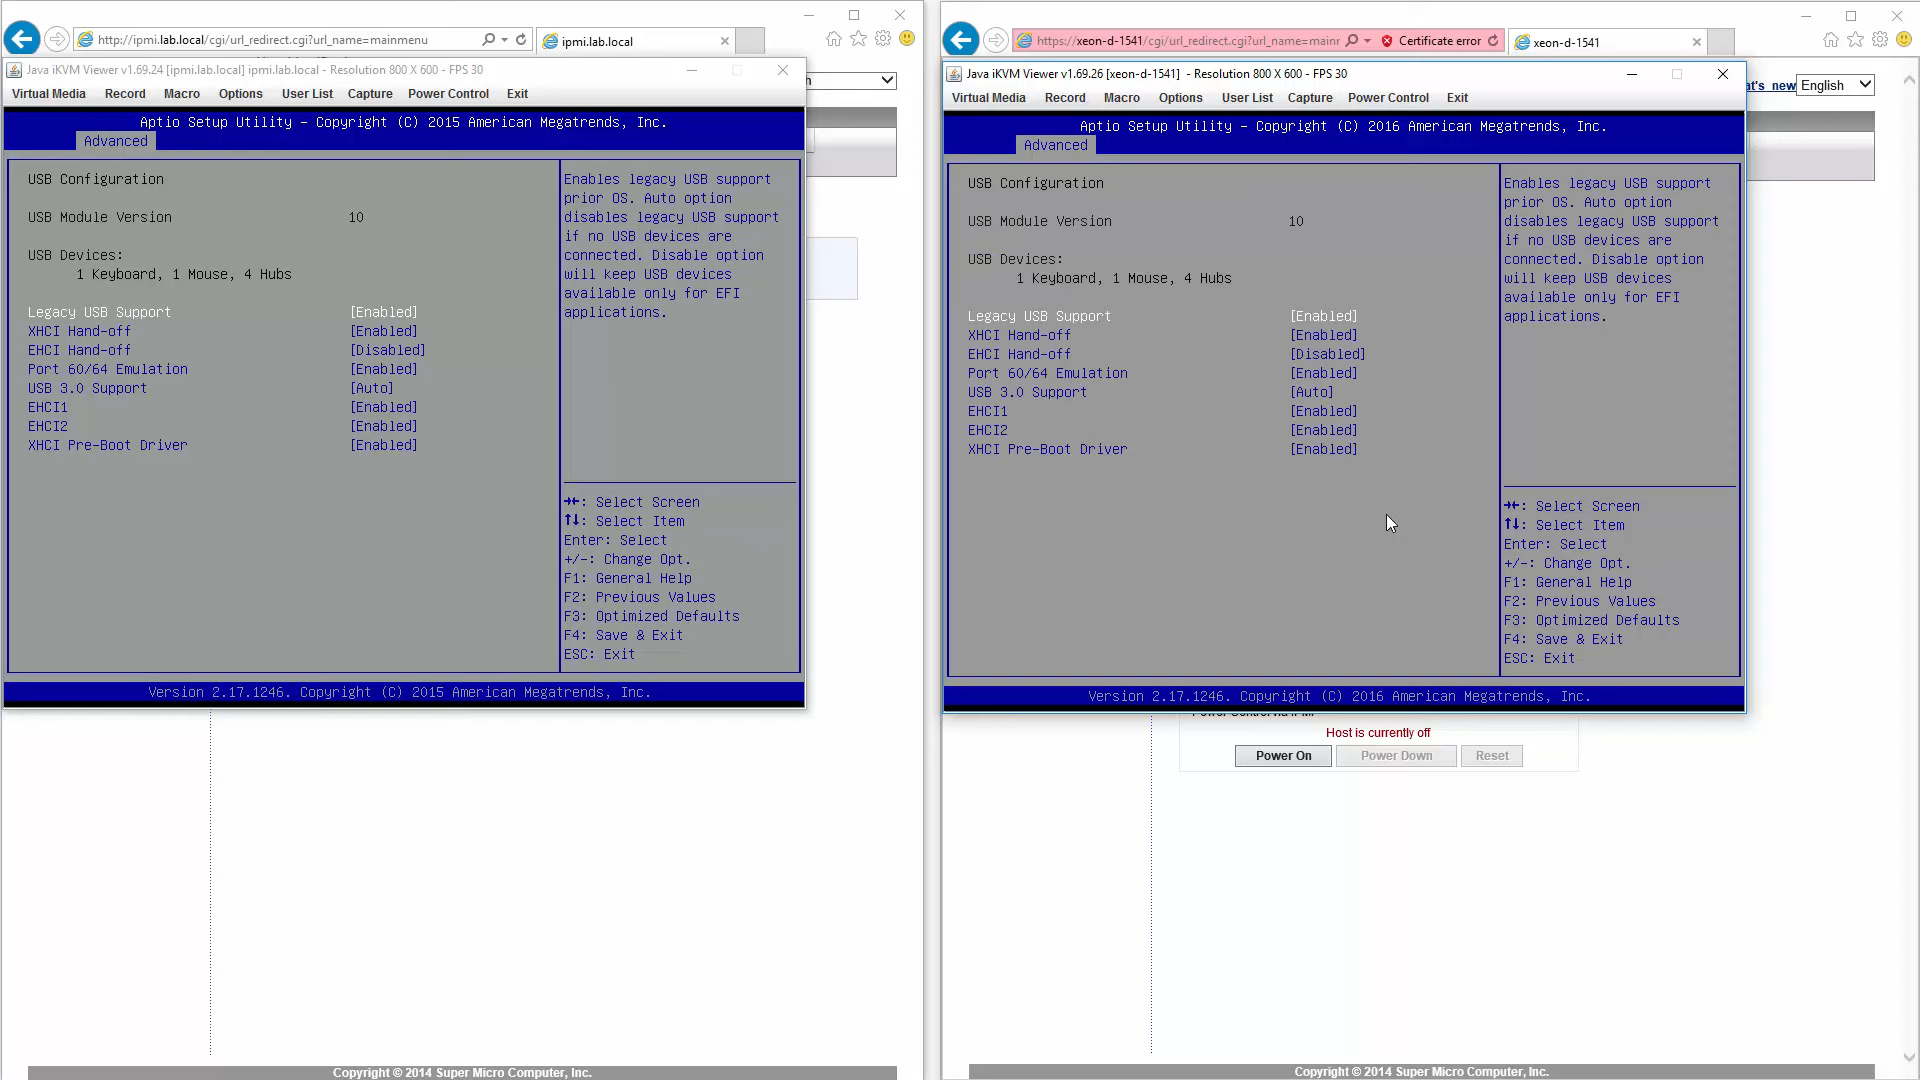 http://ipmi.lab.local/cgi/url_redirect.cgi?url_name=mainmenu
ipmi.lab.local
Java iKVM Viewer v1.69.24 [ipmi.lab.local] ipmi.lab.local - Resolution 800 X 600 - FPS 30
Virtual Media Record Macro Options User List Capture Power Control Exit
Aptio Setup Utility – Copyright (C) 2015 American Megatrends, Inc.
Advanced
USB Configuration
USB Module Version 10
USB Devices:
1 Keyboard, 1 Mouse, 4 Hubs
Legacy USB Support [Enabled]
XHCI Hand-off [Enabled]
EHCI Hand-off [Disabled]
Port 60/64 Emulation [Enabled]
USB 3.0 Support [Auto]
EHCI1 [Enabled]
EHCI2 [Enabled]
XHCI Pre-Boot Driver [Enabled]
Enables legacy USB support
prior OS. Auto option
disables legacy USB support
if no USB devices are
connected. Disable option
will keep USB devices
available only for EFI
applications.
→←: Select Screen
↑↓: Select Item
Enter: Select
+/-: Change Opt.
F1: General Help
F2: Previous Values
F3: Optimized Defaults
F4: Save & Exit
ESC: Exit
Version 2.17.1246. Copyright (C) 2015 American Megatrends, Inc.
Copyright © 2014 Super Micro Computer, Inc.
https://xeon-d-1541/cgi/url_redirect.cgi?url_name=mainr
Certificate error
xeon-d-1541
at's new English
Java iKVM Viewer v1.69.26 [xeon-d-1541] - Resolution 800 X 600 - FPS 30
Virtual Media Record Macro Options User List Capture Power Control Exit
Aptio Setup Utility – Copyright (C) 2016 American Megatrends, Inc.
Advanced
USB Configuration
USB Module Version 10
USB Devices:
1 Keyboard, 1 Mouse, 4 Hubs
Legacy USB Support [Enabled]
XHCI Hand-off [Enabled]
EHCI Hand-off [Disabled]
Port 60/64 Emulation [Enabled]
USB 3.0 Support [Auto]
EHCI1 [Enabled]
EHCI2 [Enabled]
XHCI Pre-Boot Driver [Enabled]
Enables legacy USB support
prior OS. Auto option
disables legacy USB support
if no USB devices are
connected. Disable option
will keep USB devices
available only for EFI
applications.
→←: Select Screen
↑↓: Select Item
Enter: Select
+/-: Change Opt.
F1: General Help
F2: Previous Values
F3: Optimized Defaults
F4: Save & Exit
ESC: Exit
Version 2.17.1246. Copyright (C) 2016 American Megatrends, Inc.
Host is currently off
Power On Power Down Reset
Copyright © 2014 Super Micro Computer, Inc.